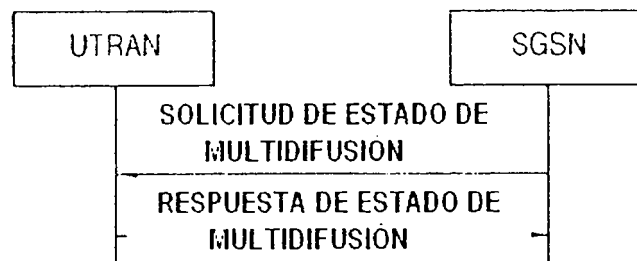 UTRAN
SGSN
SOLICITUD DE ESTADO DE
MULTIDIFUSIÓN
RESPUESTA DE ESTADO DE
MULTIDIFUSIÓN